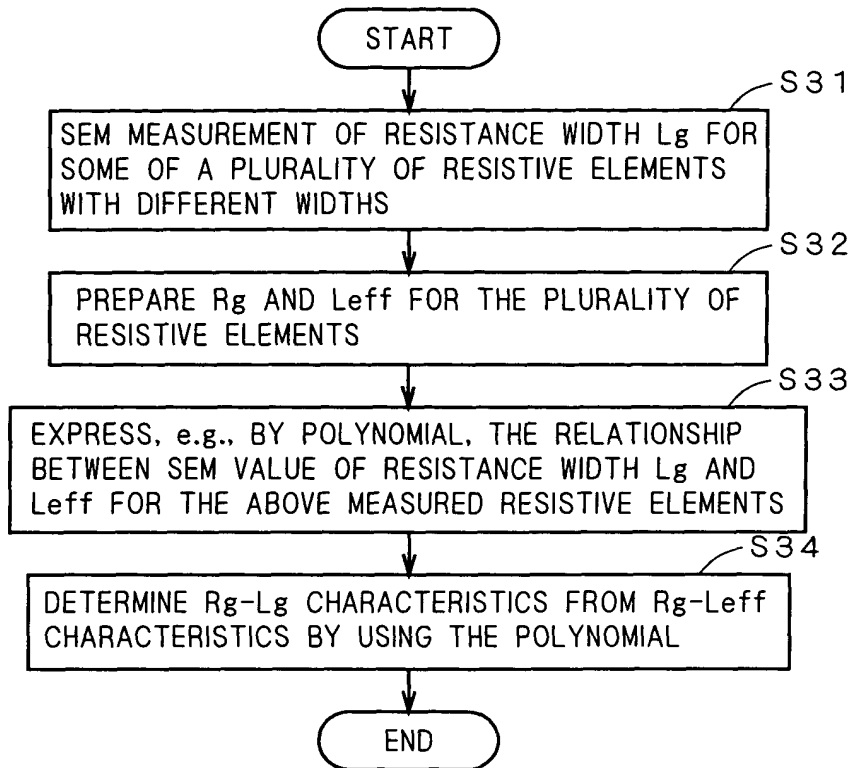 START
S31
SEM MEASUREMENT OF RESISTANCE WIDTH Lg FOR
SOME OF A PLURALITY OF RESISTIVE ELEMENTS
WITH DIFFERENT WIDTHS
S32
PREPARE Rg AND Leff FOR THE PLURALITY OF
RESISTIVE ELEMENTS
S33
EXPRESS, e.g., BY POLYNOMIAL, THE RELATIONSHIP
BETWEEN SEM VALUE OF RESISTANCE WIDTH Lg AND
Leff FOR THE ABOVE MEASURED RESISTIVE ELEMENTS
S34
DETERMINE Rg-Lg CHARACTERISTICS FROM Rg-Leff
CHARACTERISTICS BY USING THE POLYNOMIAL
END